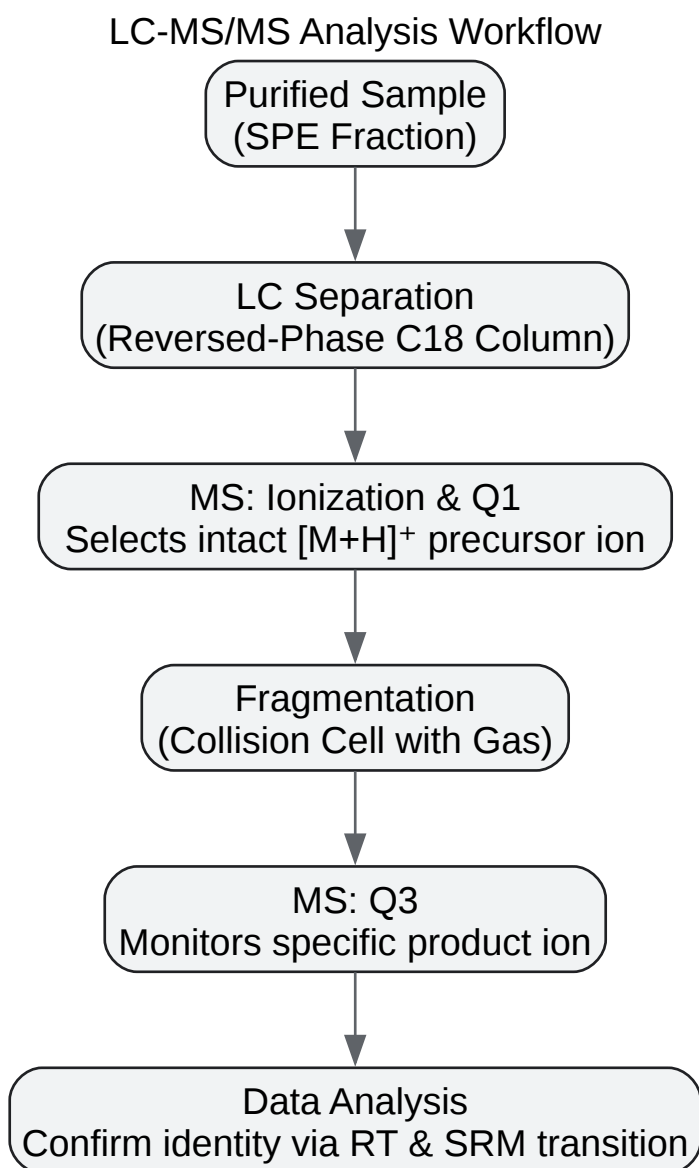 LC-MS/MS Analysis Workflow
Purified Sample
(SPE Fraction)
LC Separation
(Reversed-Phase C18 Column)
MS: Ionization & Q1
Selects intact [M+H]⁺ precursor ion
Fragmentation
(Collision Cell with Gas)
MS: Q3
Monitors specific product ion
Data Analysis
Confirm identity via RT & SRM transition